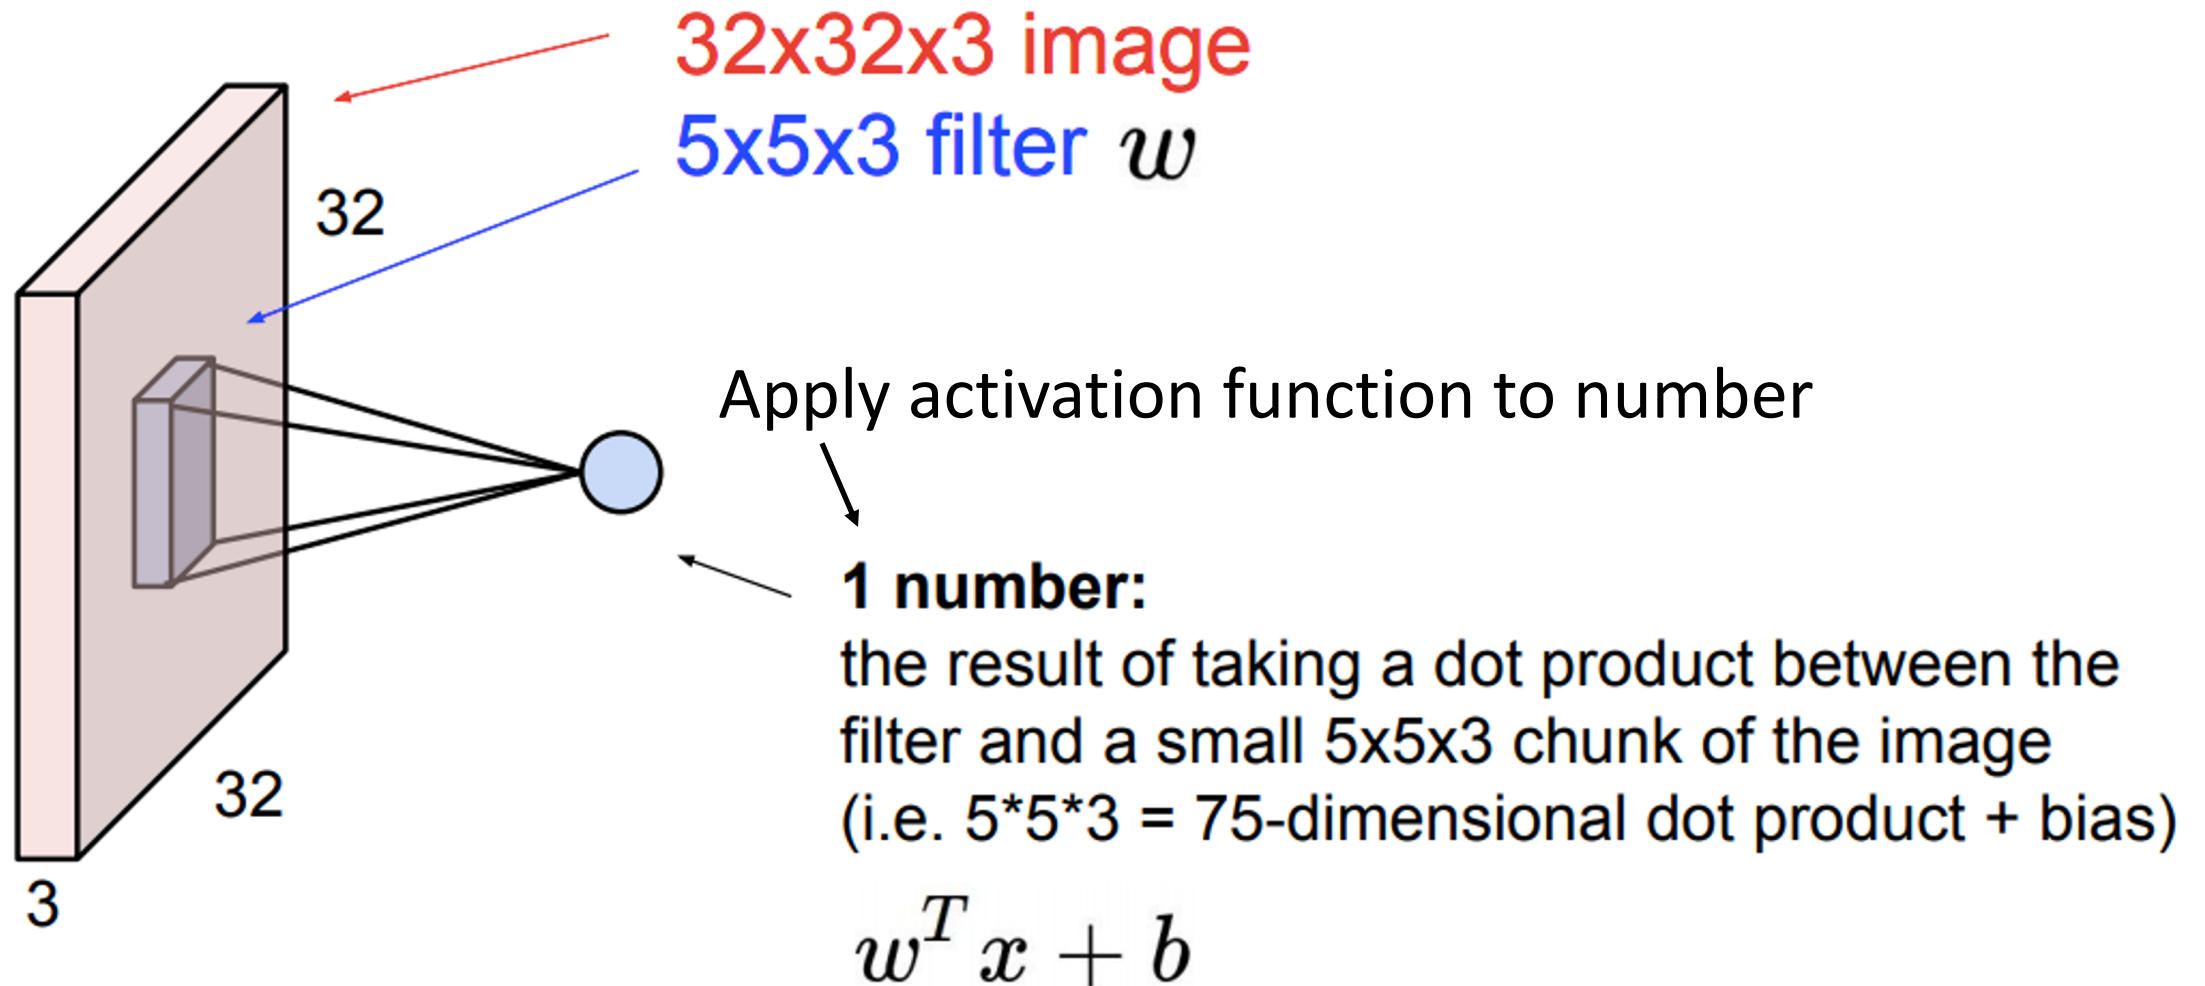 32x32x3 image
5x5x3 filter w
32
Apply activation function to number
1 number:
the result of taking a dot product between the
filter and a small 5x5x3 chunk of the image
(i.e. 5*5*3 = 75-dimensional dot product + bias)
32
3
w^T x + b